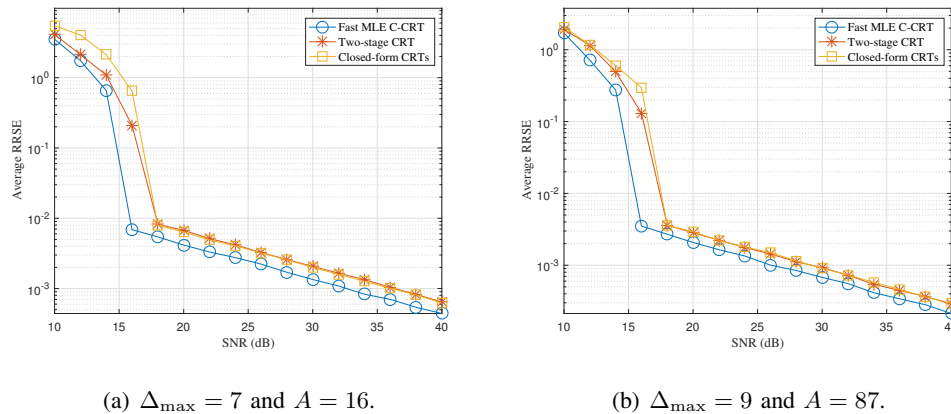 Fast MLE C-CRT
Two-stage CRT
Closed-form CRTs
Average RRSE
10^0
10^-1
10^-2
10^-3
10 15 20 25 30 35 40
SNR (dB)
(a) Δ_max = 7 and A = 16.
Fast MLE C-CRT
Two-stage CRT
Closed-form CRTs
Average RRSE
10^0
10^-1
10^-2
10^-3
10 15 20 25 30 35 40
SNR (dB)
(b) Δ_max = 9 and A = 87.